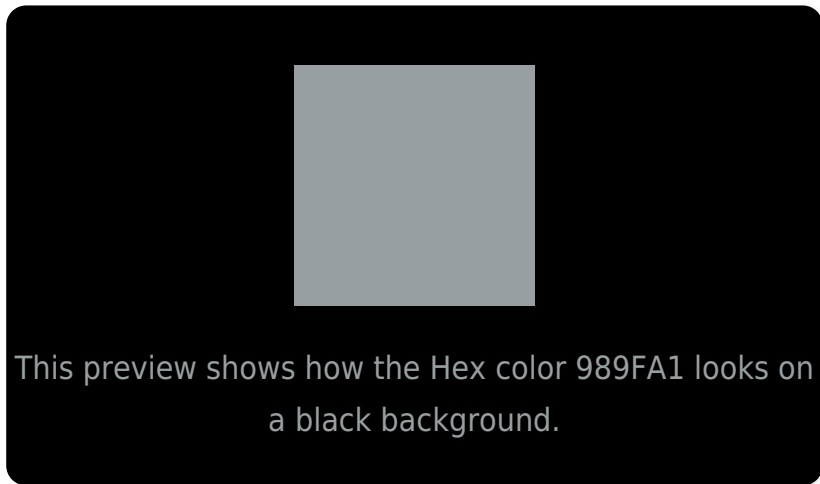 This preview shows how the Hex color 989FA1 looks on
a black background.